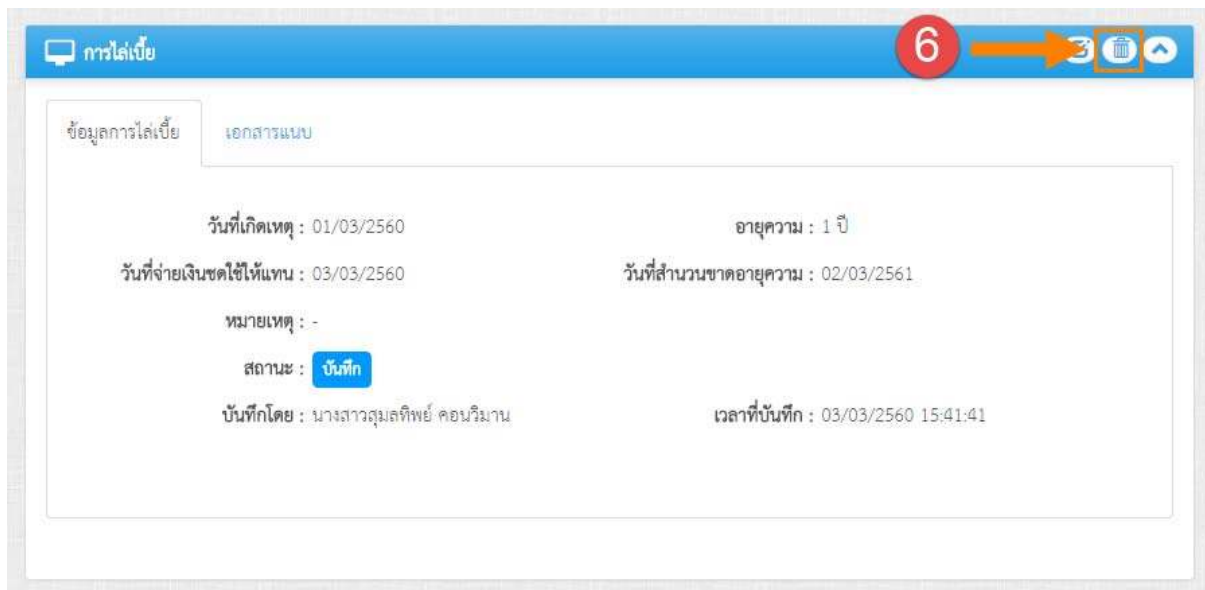 การไล่เบี้ย
6
ข้อมูลการไล่เบี้ย เอกสารแนบ
วันที่เกิดเหตุ : 01/03/2560 อายุความ : 1 ปี
วันที่จ่ายเงินชดใช้ให้แทน : 03/03/2560 วันที่สำนวนขาดอายุความ : 02/03/2561
หมายเหตุ : -
สถานะ : บันทึก
บันทึกโดย : นางสาวสุมลทิพย์ คอนวิมาน เวลาที่บันทึก : 03/03/2560 15:41:41